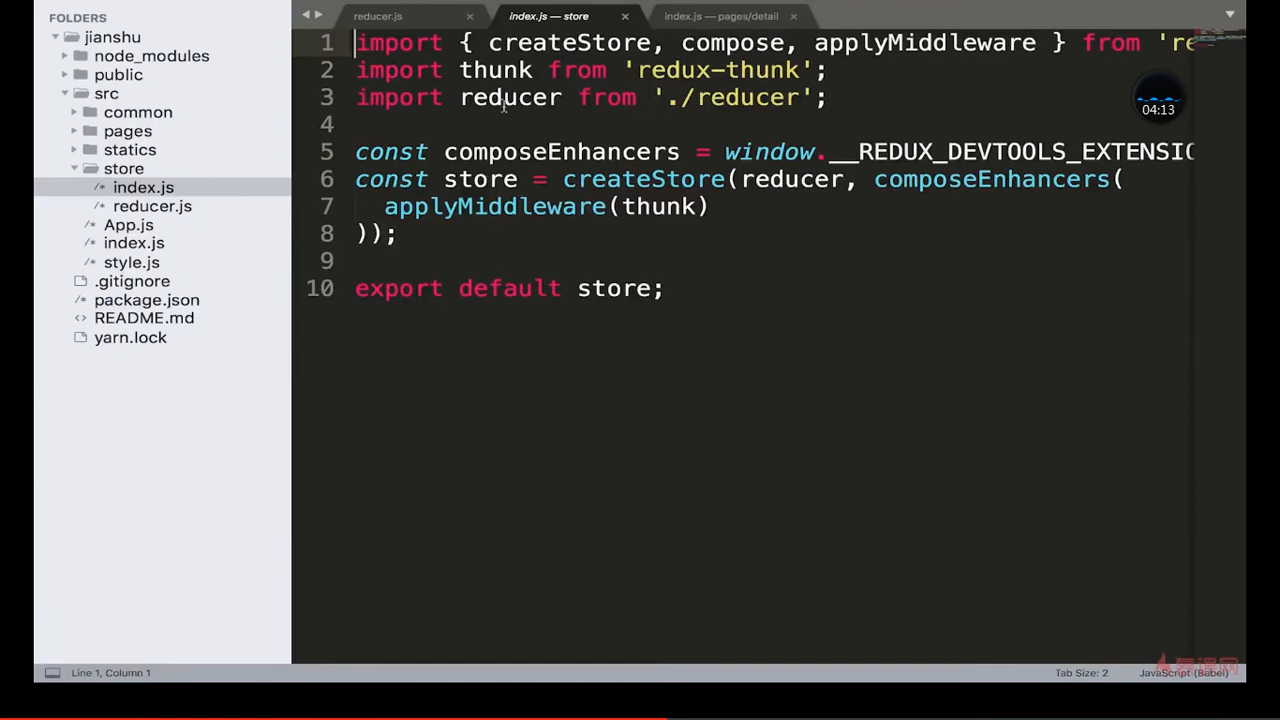 FOLDERS
jianshu
node_modules
public
src
common
pages
statics
store
/* index.js
/* reducer.js
/* App.js
/* index.js
/* style.js
.gitignore
/* package.json
<> README.md
yarn.lock
reducer.js ×
index.js — store ×
index.js — pages/detail ×
1 import { createStore, compose, applyMiddleware } from 're
2 import thunk from 'redux-thunk';
3 import reducer from './reducer';
4
5 const composeEnhancers = window.__REDUX_DEVTOOLS_EXTENSIO
6 const store = createStore(reducer, composeEnhancers(
7 applyMiddleware(thunk)
8 ));
9
10 export default store;
04:13
Line 1, Column 1
Tab Size: 2
JavaScript (Babel)